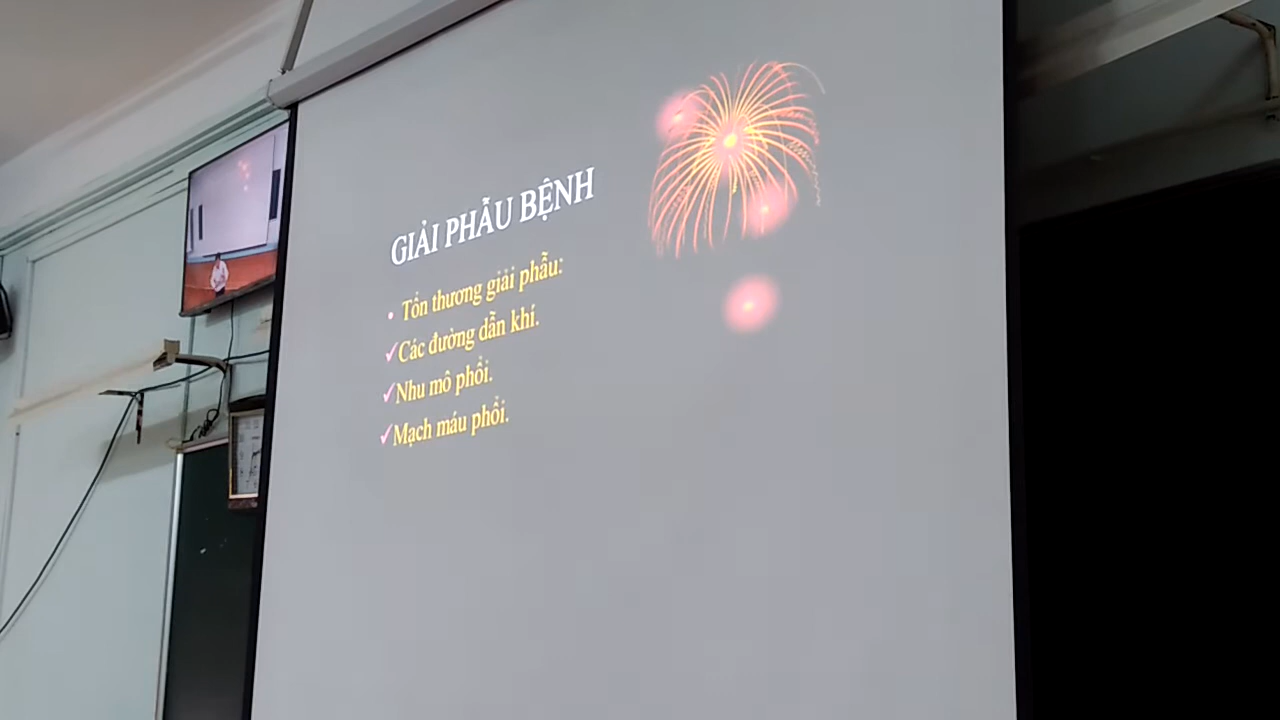 GIẢI PHẪU BỆNH
• Tổn thương giải phẫu:
✓Các đường dẫn khí.
✓Nhu mô phổi.
✓Mạch máu phổi.